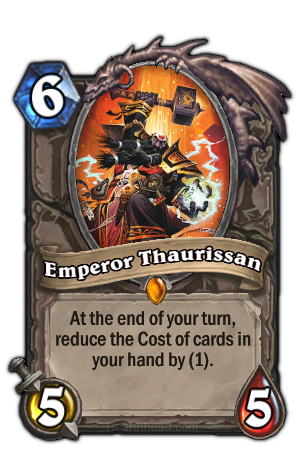 6
Emperor Thaurissan
At the end of your turn,
reduce the Cost of cards in
your hand by (1).
5
5